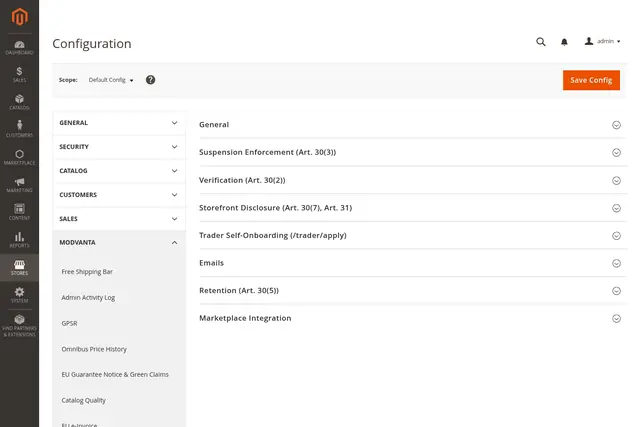 Configuration
admin
Scope:
Default Config
?
Save Config
DASHBOARD
SALES
CATALOG
CUSTOMERS
MARKETPLACE
MARKETING
CONTENT
REPORTS
STORES
SYSTEM
FIND PARTNERS
& EXTENSIONS
GENERAL
SECURITY
CATALOG
CUSTOMERS
SALES
MODVANTA
Free Shipping Bar
Admin Activity Log
GPSR
Omnibus Price History
EU Guarantee Notice & Green Claims
Catalog Quality
EU e-Invoice
General
Suspension Enforcement (Art. 30(3))
Verification (Art. 30(2))
Storefront Disclosure (Art. 30(7), Art. 31)
Trader Self-Onboarding (/trader/apply)
Emails
Retention (Art. 30(5))
Marketplace Integration